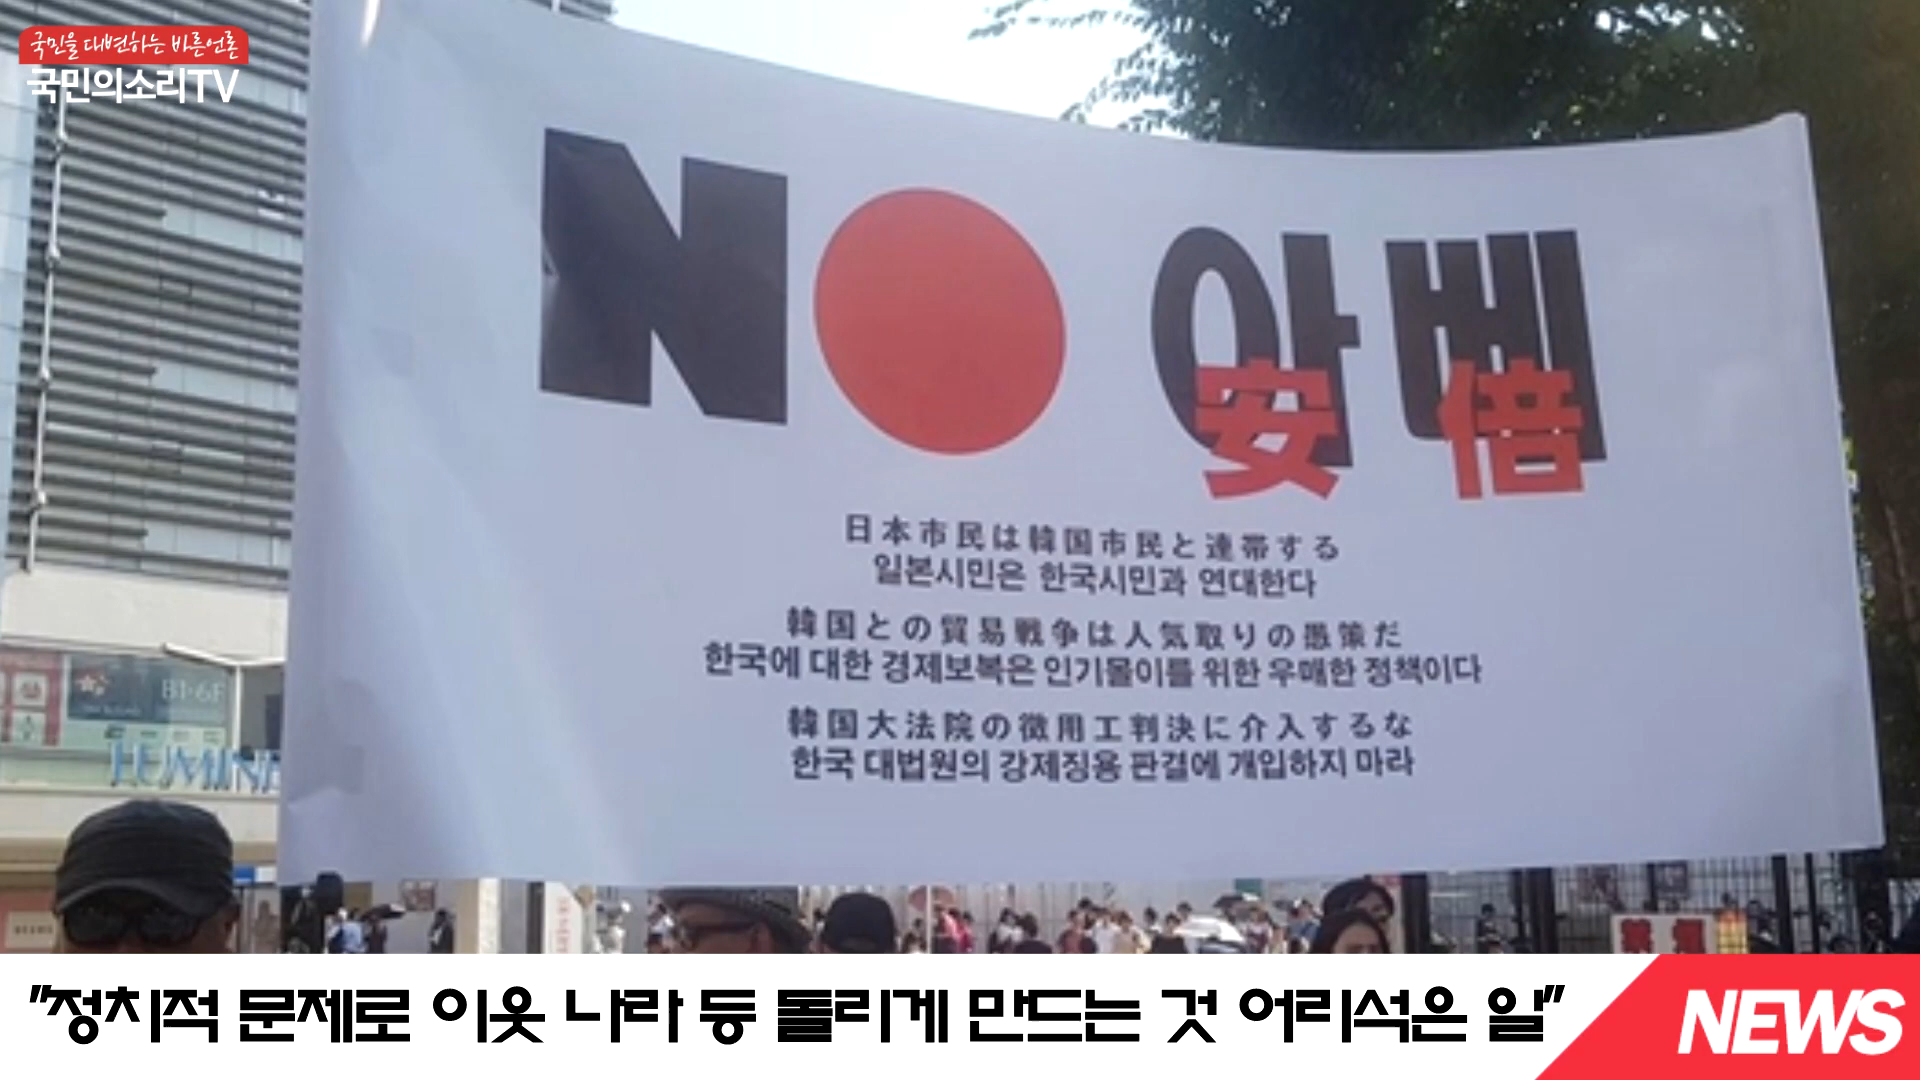 국민을 대변하는 바른언론
국민의소리TV
NO 아베
安倍
日本市民は韓国市民と連帯する
일본시민은 한국시민과 연대한다
韓国との貿易戦争は人気取りの愚策だ
한국에 대한 경제보복은 인기몰이를 위한 우매한 정책이다
韓国大法院の徴用工判決に介入するな
한국 대법원의 강제징용 판결에 개입하지 마라
B1-6F
LUMINE
"정치적 문제로 이웃 나라 등 돌리게 만드는 것 어리석은 일"
NEWS